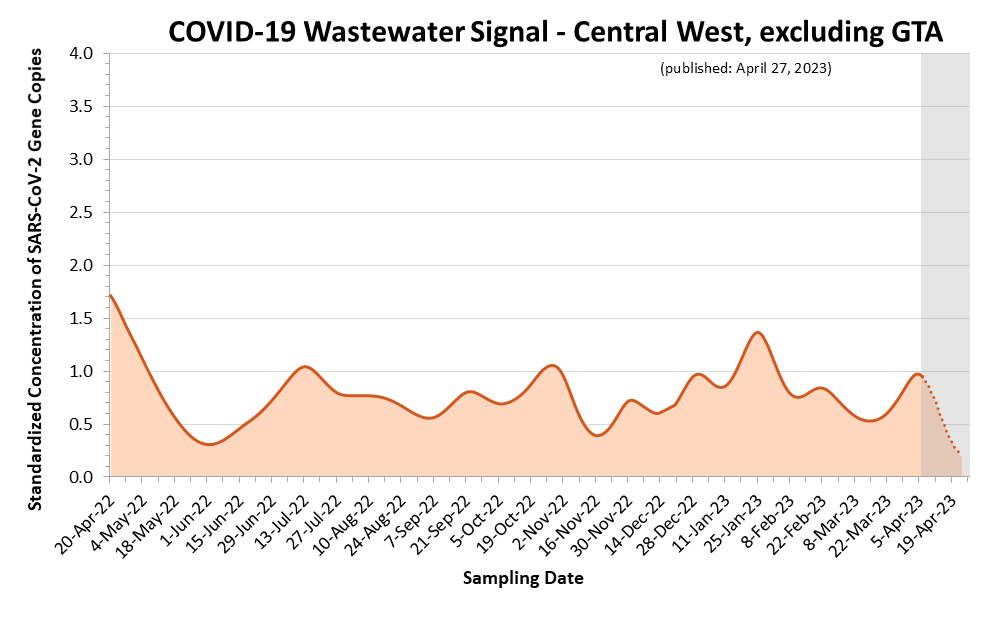 COVID-19 Wastewater Signal - Central West, excluding GTA
(published: April 27, 2023)
Standardized Concentration of SARS-CoV-2 Gene Copies
4.0
3.5
3.0
2.5
2.0
1.5
1.0
0.5
0.0
20-Apr-22
4-May-22
18-May-22
1-Jun-22
15-Jun-22
29-Jun-22
13-Jul-22
27-Jul-22
10-Aug-22
24-Aug-22
7-Sep-22
21-Sep-22
5-Oct-22
19-Oct-22
2-Nov-22
16-Nov-22
30-Nov-22
14-Dec-22
28-Dec-22
11-Jan-23
25-Jan-23
8-Feb-23
22-Feb-23
8-Mar-23
22-Mar-23
5-Apr-23
19-Apr-23
Sampling Date